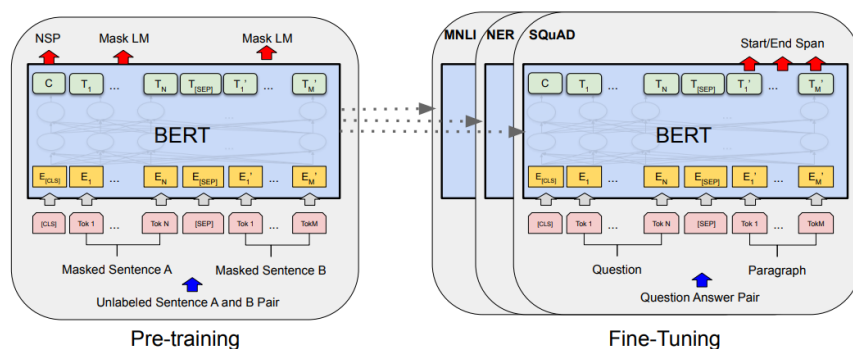 NSP Mask LM Mask LM
C T1 ... TN T[SEP] T1' ... TM'
BERT
E[CLS] E1 ... EN E[SEP] E1' ... EM'
[CLS] Tok 1 ... Tok N [SEP] Tok 1 ... TokM
Masked Sentence A Masked Sentence B
Unlabeled Sentence A and B Pair
Pre-training
MNLI NER SQuAD
Start/End Span
C T1 ... TN T[SEP] T1' ... TM'
BERT
E[CLS] E1 ... EN E[SEP] E1' ... EM'
[CLS] Tok 1 ... Tok N [SEP] Tok 1 ... TokM
Question Paragraph
Question Answer Pair
Fine-Tuning